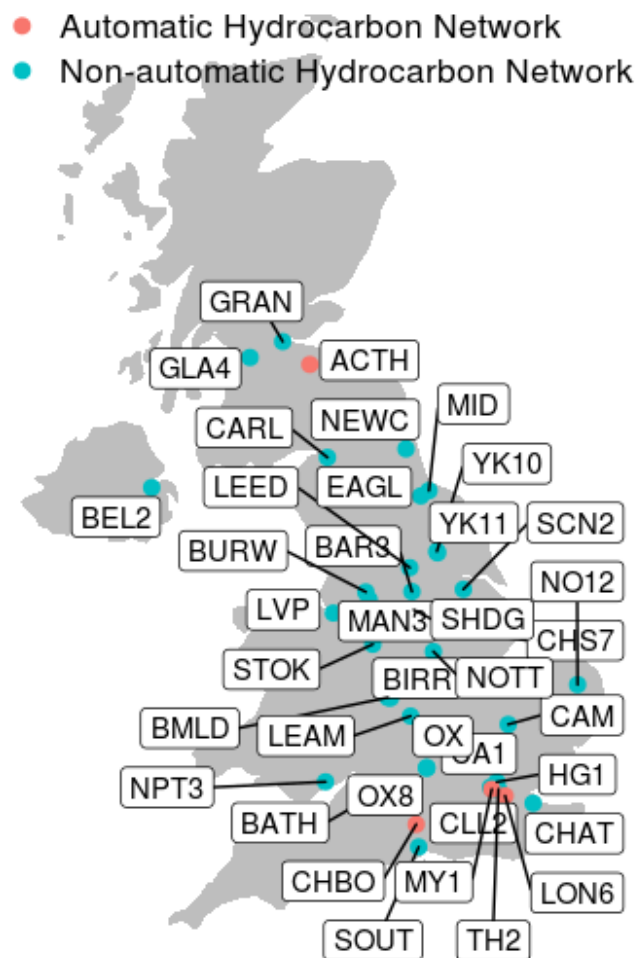 Automatic Hydrocarbon Network
Non-automatic Hydrocarbon Network
GRAN
GLA4
ACTH
MID
CARL
NEWC
YK10
LEED
EAGL
BEL2
YK11
SCN2
BURW
BAR3
NO12
LVP
MAN3
SHDG
CHS7
STOK
BIRR
NOTT
BMLD
LEAM
OX
CAM
NPT3
OX8
HG1
BATH
CLL2
CHAT
CHBO
MY1
LON6
SOUT
TH2